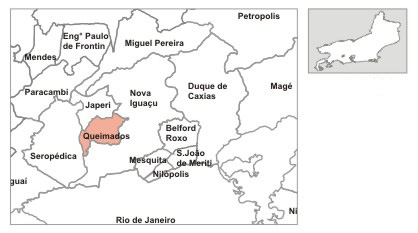 Petropolis
Engº Paulo
de Frontin
Miguel Pereira
Mendes
Paracambi
Nova
Iguaçu
Duque de
Caxias
Magé
Japeri
Queimados
Belford
Roxo
Seropédica
Mesquita
S.João
de Meriti
Nilópolis
guaí
Rio de Janeiro
Ni